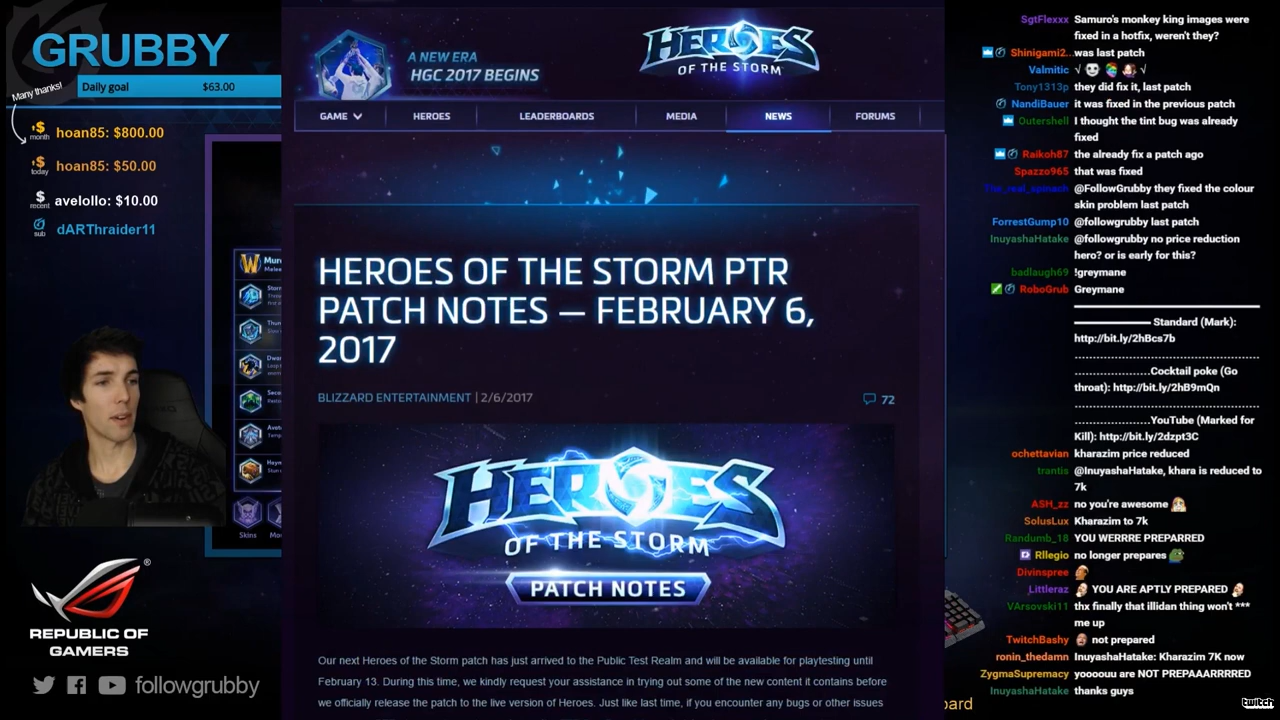 GRUBBY
Many thanks!
Daily goal $63.00
$ month hoan85: $800.00
$ today hoan85: $50.00
$ recent avelollo: $10.00
sub dARThraider11
Skins
REPUBLIC OF
GAMERS
®
followgrubby
A NEW ERA
HGC 2017 BEGINS
HEROES
OF THE STORM
GAME HEROES LEADERBOARDS MEDIA NEWS FORUMS
HEROES OF THE STORM PTR
PATCH NOTES — FEBRUARY 6,
2017
BLIZZARD ENTERTAINMENT | 2/6/2017 72
HEROES
OF THE STORM
PATCH NOTES
Our next Heroes of the Storm patch has just arrived to the Public Test Realm and will be available for playtesting until
February 13. During this time, we kindly request your assistance in trying out some of the new content it contains before
we officially release the patch to the live version of Heroes. Just like last time, if you encounter any bugs or other issues
SgtFlexxx Samuro's monkey king images were
fixed in a hotfix, weren't they?
Shinigami2... was last patch
Valmitic √ √
Tony1313p they did fix it, last patch
NandiBauer it was fixed in the previous patch
Outershell I thought the tint bug was already
fixed
Raikoh87 the already fix a patch ago
Spazzo965 that was fixed
The_real_spinach @FollowGrubby they fixed the colour
skin problem last patch
ForrestGump10 @followgrubby last patch
InuyashaHatake @followgrubby no price reduction
hero? or is early for this?
badlaugh69 !greymane
RoboGrub Greymane
Standard (Mark):
http://bit.ly/2hBcs7b
Cocktail poke (Go
throat): http://bit.ly/2hB9mQn
YouTube (Marked for
Kill): http://bit.ly/2dzpt3C
ochettavian kharazim price reduced
trantis @InuyashaHatake, khara is reduced to
7k
ASH_zz no you're awesome
SolusLux Kharazim to 7k
Randumb_18 YOU WERRRE PREPARRED
Rllegio no longer prepares
Divinspree
Littleraz YOU ARE APTLY PREPARED
VArsovski11 thx finally that illidan thing won't ***
me up
TwitchBashy not prepared
ronin_thedamn InuyashaHatake: Kharazim 7K now
ZygmaSupremacy yoooouu are NOT PREPAAARRRRED
InuyashaHatake thanks guys
oard
twitch